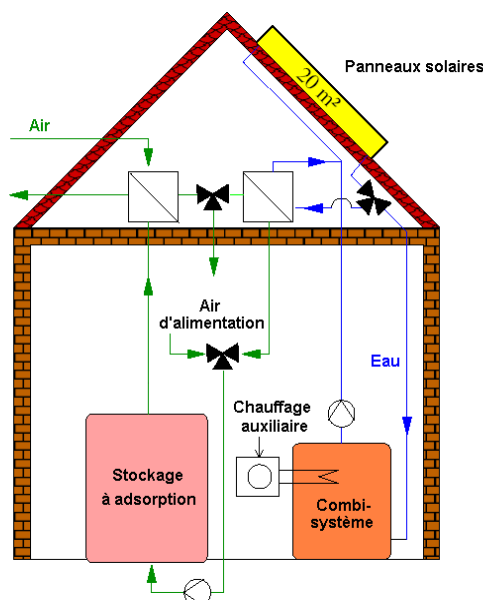 20 m²
Panneaux solaires
Air
Air
d'alimentation
Eau
Chauffage
auxiliaire
Stockage
à adsorption
Combi-
système